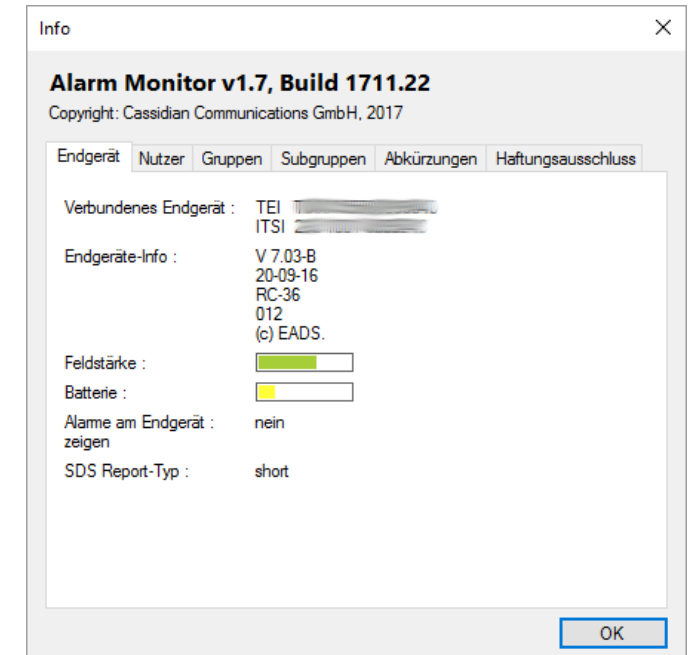 Info
Alarm Monitor v1.7, Build 1711.22
Copyright: Cassidian Communications GmbH, 2017
Endgerät Nutzer Gruppen Subgruppen Abkürzungen Haftungsausschluss
Verbundenes Endgerät : TEI
ITSI
Endgeräte-Info : V 7.03-B
20-09-16
RC-36
012
(c) EADS.
Feldstärke :
Batterie :
Alarme am Endgerät : nein
zeigen
SDS Report-Typ : short
OK